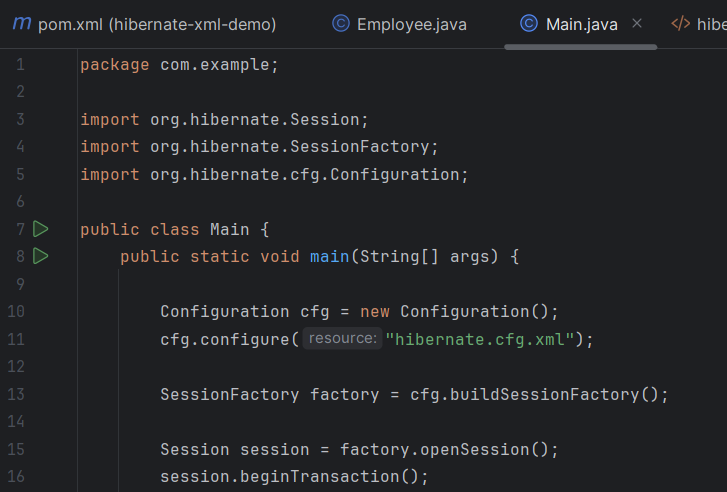 m pom.xml (hibernate-xml-demo) © Employee.java © Main.java × </> hibe
1 package com.example;
2
3 import org.hibernate.Session;
4 import org.hibernate.SessionFactory;
5 import org.hibernate.cfg.Configuration;
6
7 public class Main {
8 public static void main(String[] args) {
9
10 Configuration cfg = new Configuration();
11 cfg.configure( resource: "hibernate.cfg.xml");
12
13 SessionFactory factory = cfg.buildSessionFactory();
14
15 Session session = factory.openSession();
16 session.beginTransaction();